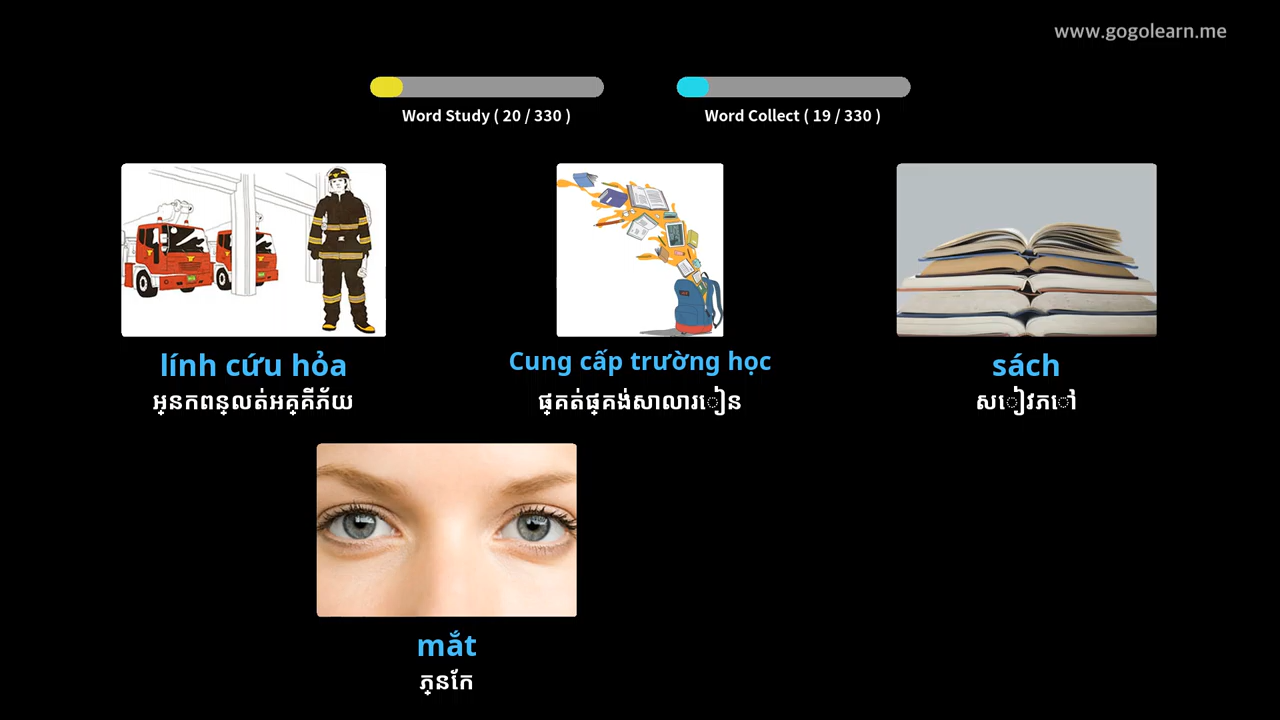 www.gogolearn.me
Word Study ( 20 / 330 )
Word Collect ( 19 / 330 )
lính cứu hỏa
អ្នកពន្លត់អគ្គីភ័យ
Cung cấp trường học
ផ្គត់ផ្គង់សាលារៀន
sách
សៀវភៅ
mắt
ភ្នែក